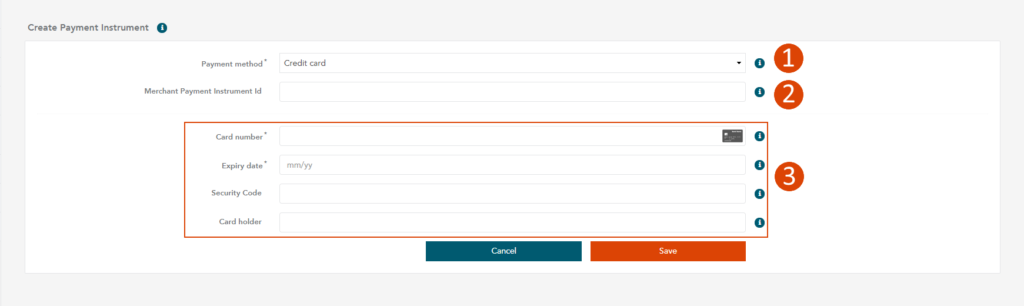 Create Payment Instrument
Payment method* Credit card 1
Merchant Payment Instrument Id 2
Card number*
Expiry date* mm/yy
Security Code 3
Card holder
Cancel Save